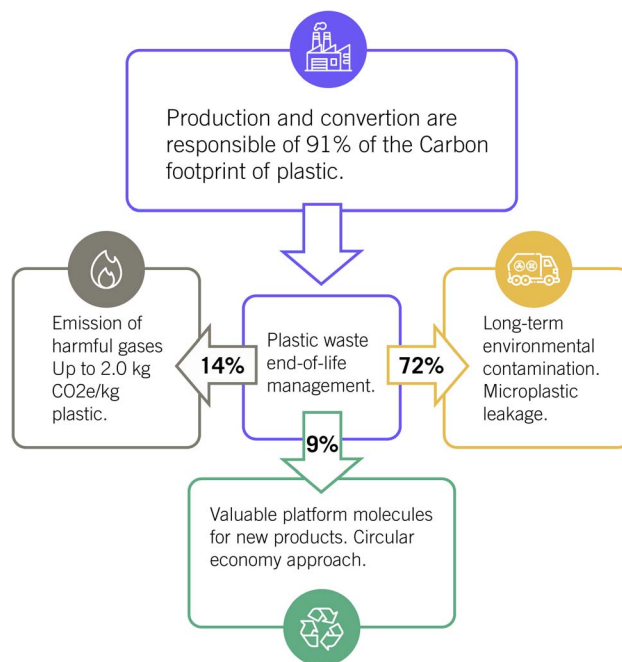 Production and convertion are
responsible of 91% of the Carbon
footprint of plastic.
Emission of
harmful gases
Up to 2.0 kg
CO2e/kg
plastic.
14%
Plastic waste
end-of-life
management.
72%
Long-term
environmental
contamination.
Microplastic
leakage.
9%
Valuable platform molecules
for new products. Circular
economy approach.